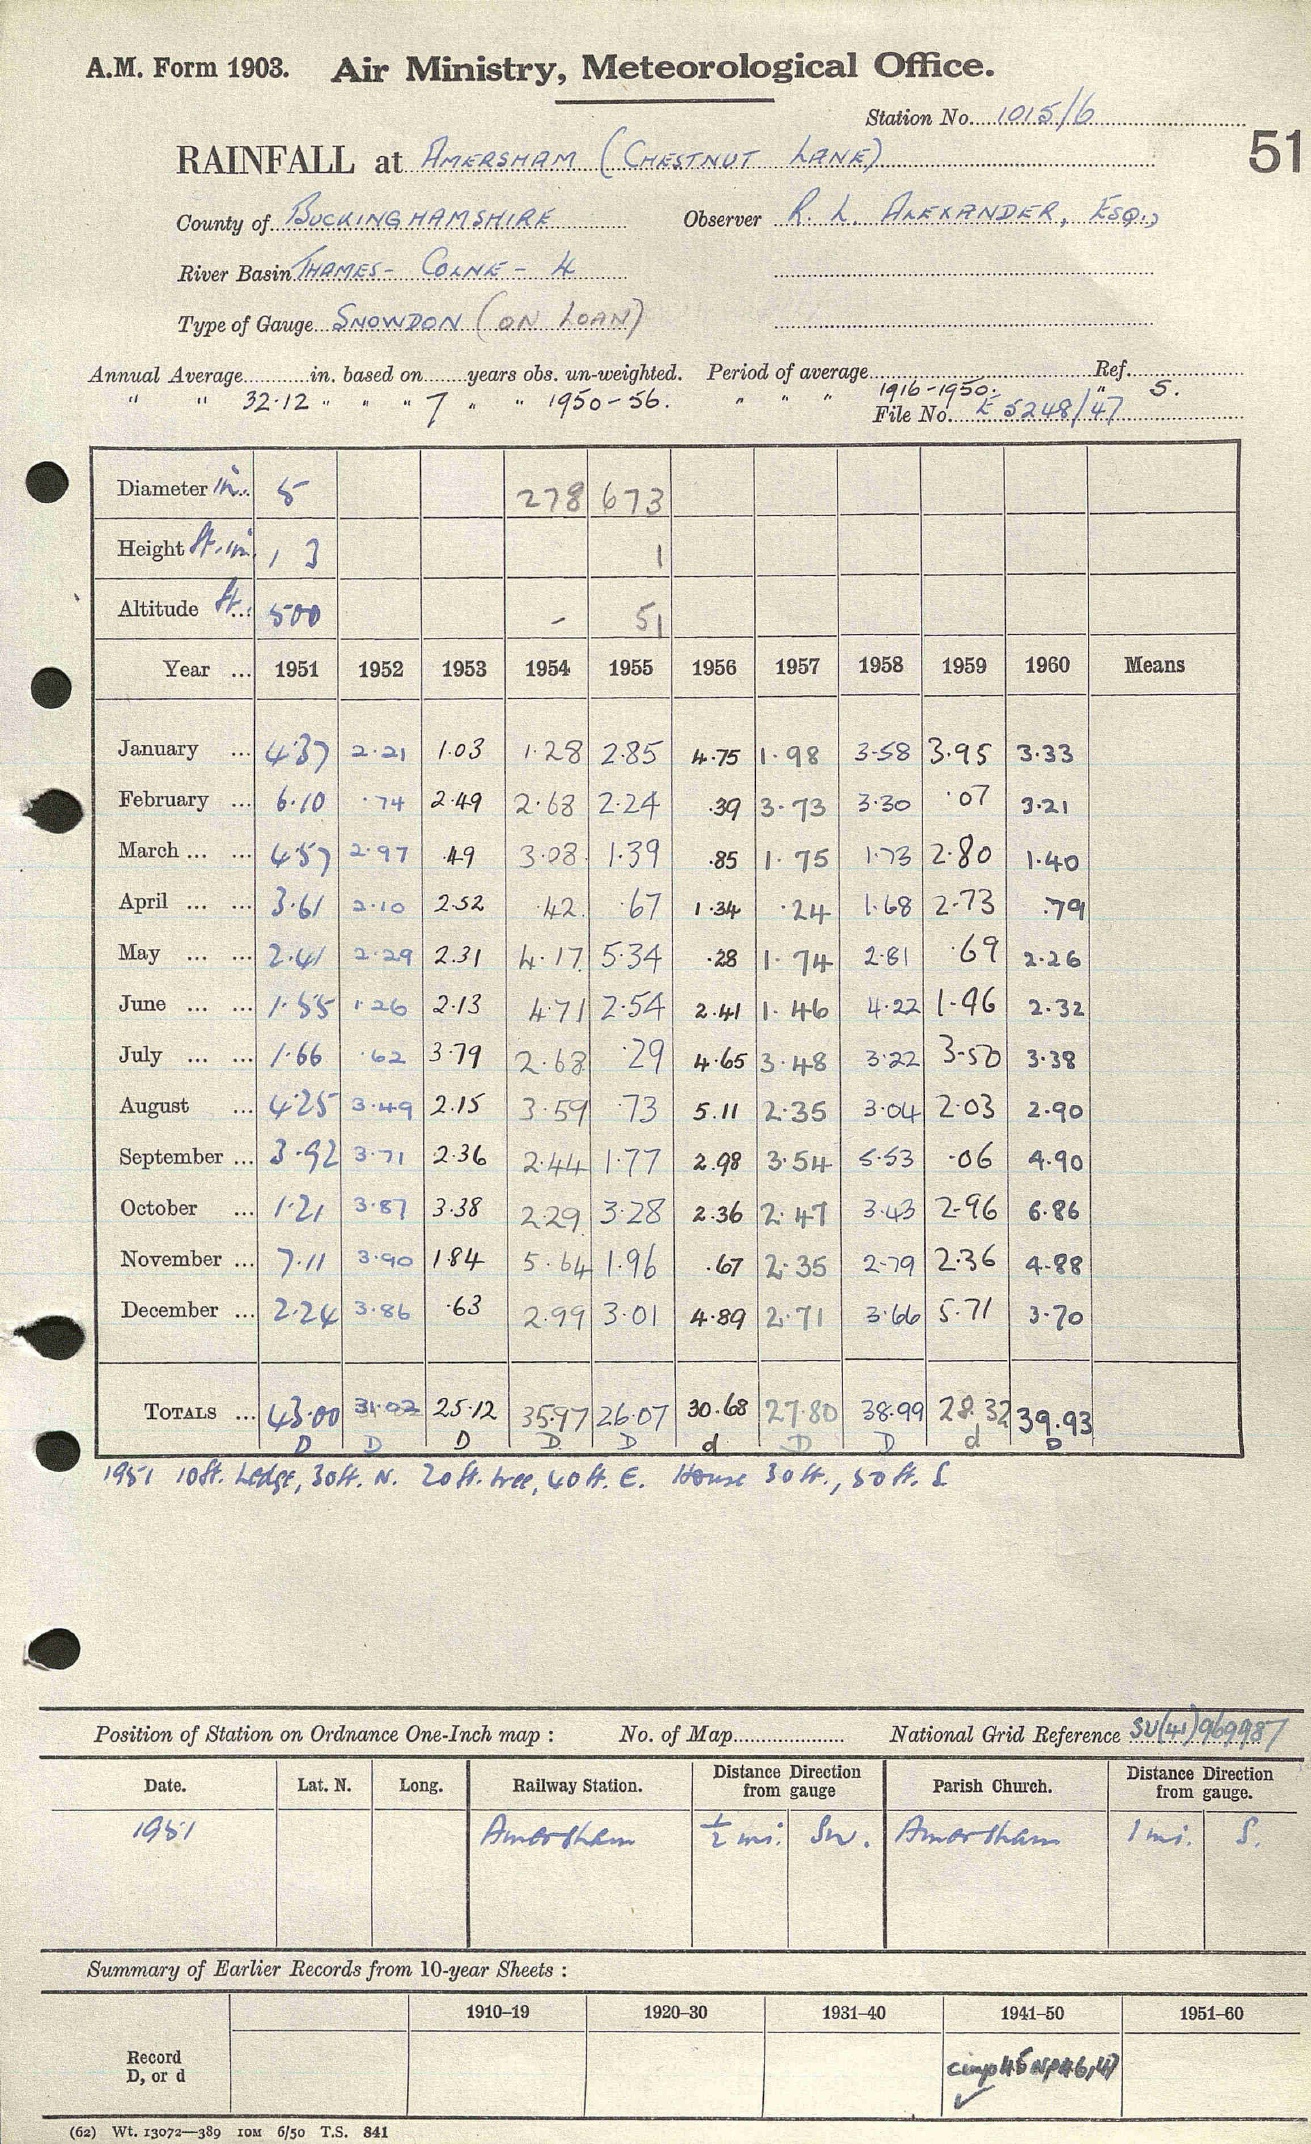 A.M. Form 1903. Air Ministry, Meteorological Office.
Station No. 1015/6
51
RAINFALL at AMERSHAM (CHESTNUT LANE)
County of BUCKINGHAMSHIRE Observer R. L. ALEXANDER, ESQ.,
River Basin THAMES - COLNE - 4
Type of Gauge SNOWDON (ON LOAN)
Annual Average in. based on years obs. un-weighted. Period of average Ref.
" " 32.12 " " " 7 " " 1950-56. " " " 1916-1950. " 5.
File No. E 5248/47
Diameter in. 5 278 673
Height ft. in. 1 3 1
Altitude ft. 500 - 51
Year ... 1951 1952 1953 1954 1955 1956 1957 1958 1959 1960 Means
January ... 4.37 2.21 1.03 1.28 2.85 4.75 1.98 3.58 3.95 3.33
February ... 6.10 .74 2.49 2.68 2.24 .39 3.73 3.30 .07 3.21
March ... ... 4.57 2.97 .49 3.08 1.39 .85 1.75 1.73 2.80 1.40
April ... ... 3.61 2.10 2.52 .42 .67 1.34 .24 1.68 2.73 .79
May ... ... 2.41 2.29 2.31 4.17 5.34 .28 1.74 2.81 .69 2.26
June ... ... 1.55 1.26 2.13 4.71 2.54 2.41 1.46 4.22 1.46 2.32
July ... ... 1.66 .62 3.79 2.68 .29 4.65 3.48 3.22 3.50 3.38
August ... 4.25 3.49 2.15 3.59 .73 5.11 2.35 3.04 2.03 2.90
September ... 3.92 3.71 2.36 2.44 1.77 2.98 3.54 5.53 .06 4.90
October ... 1.21 3.87 3.38 2.29 3.28 2.36 2.47 3.43 2.96 6.86
November ... 7.11 3.90 1.84 5.64 1.96 .67 2.35 2.79 2.36 4.88
December ... 2.24 3.86 .63 2.99 3.01 4.89 2.71 3.66 5.71 3.70
TOTALS ... 43.00 31.02 25.12 35.97 26.07 30.68 27.80 38.99 28.32 39.93
D D D D D d D D d D
1951 10ft. Ledge, 30ft. N. 20ft. tree, 40ft. E. House 30ft., 50ft. S
Position of Station on Ordnance One-Inch map : No. of Map National Grid Reference SU(41)969987
Date. Lat. N. Long. Railway Station. Distance Direction from gauge Parish Church. Distance Direction from gauge.
1951 Amersham ½ mi. SW. Amersham 1 mi. S.
Summary of Earlier Records from 10-year Sheets :
1910–19 1920–30 1931–40 1941–50 1951–60
Record
D, or d
✓
(62) Wt. 13072—389 10M 6/50 T.S. 841